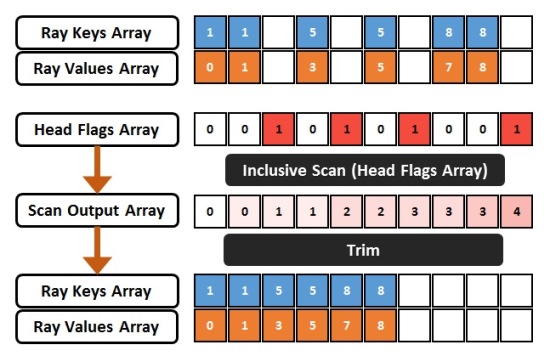 Ray Keys Array 1 1 5 5 8 8
Ray Values Array 0 1 3 5 7 8
Head Flags Array 0 0 1 0 1 0 1 0 0 1
Inclusive Scan (Head Flags Array)
Scan Output Array 0 0 1 1 2 2 3 3 3 4
Trim
Ray Keys Array 1 1 5 5 8 8
Ray Values Array 0 1 3 5 7 8